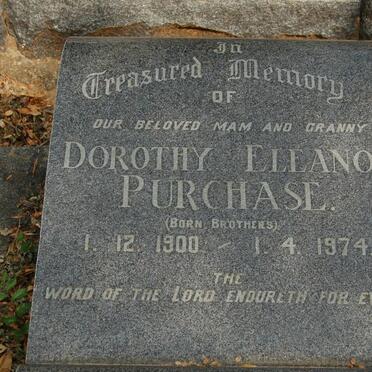 In
Treasured Memory
OF
OUR BELOVED MAM AND GRANNY
DOROTHY ELEANO
PURCHASE.
(BORN BROTHERS)
1. 12. 1900 - 1. 4. 1974.
THE
WORD OF THE LORD ENDURETH FOR EV